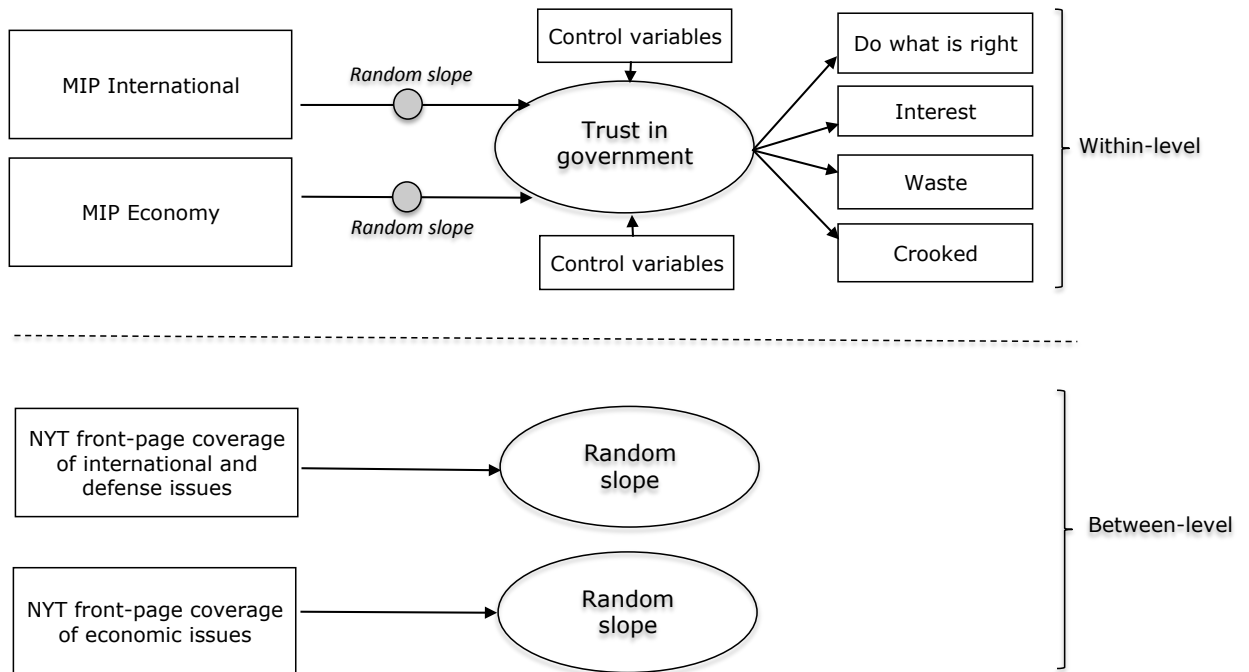 Control variables
Do what is right
MIP International
Random slope
Trust in
government
Interest
Within-level
MIP Economy
Random slope
Waste
Control variables
Crooked
NYT front-page coverage
of international and
defense issues
Random
slope
Between-level
NYT front-page coverage
of economic issues
Random
slope